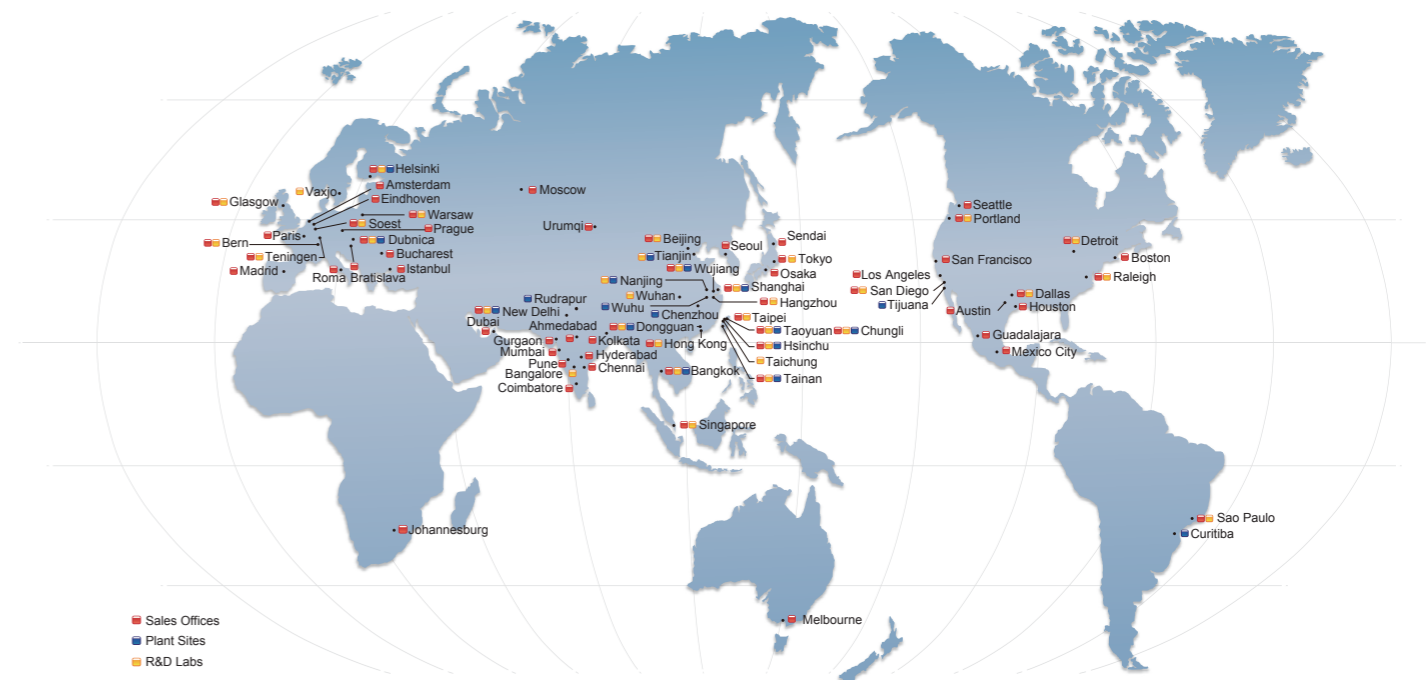 Helsinki
Amsterdam
Vaxjo
Eindhoven
Glasgow
Warsaw
Soest
Prague
Paris
Bern
Dubnica
Teningen
Bucharest
Madrid
Roma
Bratislava
Istanbul
Moscow
Urumqi
Beijing
Seoul
Sendai
Tianjin
Tokyo
Wujiang
Osaka
Nanjing
Shanghai
Wuhan
Hangzhou
Rudrapur
Wuhu
New Delhi
Chenzhou
Taipei
Dubai
Ahmedabad
Dongguan
Taoyuan
Chungli
Gurgaon
Kolkata
Hong Kong
Hsinchu
Mumbai
Hyderabad
Taichung
Pune
Chennai
Bangkok
Bangalore
Tainan
Coimbatore
Singapore
Johannesburg
Melbourne
Seattle
Portland
Detroit
San Francisco
Boston
Los Angeles
Raleigh
San Diego
Dallas
Tijuana
Austin
Houston
Guadalajara
Mexico City
Sao Paulo
Curitiba
Sales Offices
Plant Sites
R&D Labs